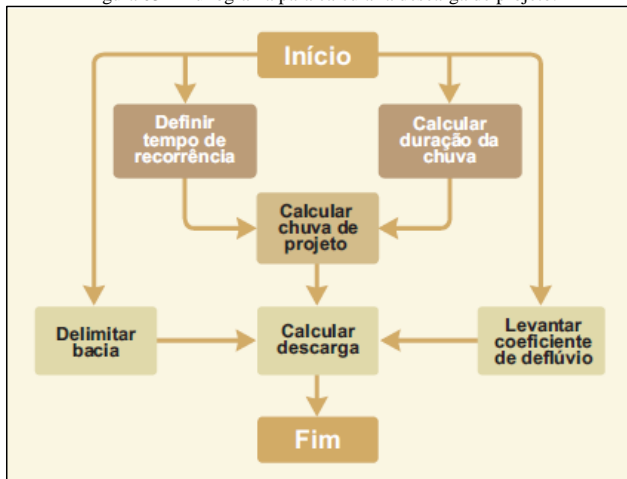 Início
Definir
tempo de
recorrência
Calcular
duração da
chuva
Calcular
chuva de
projeto
Delimitar
bacia
Calcular
descarga
Levantar
coeficiente
de deflúvio
Fim